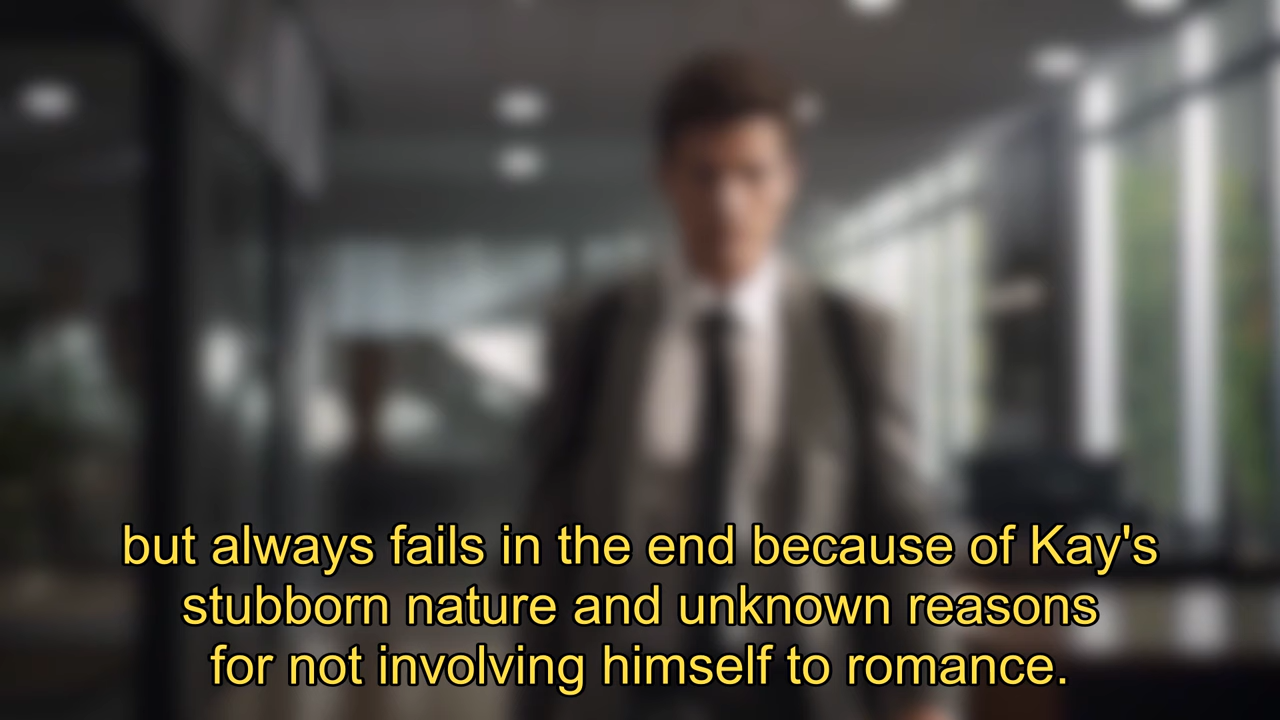 but always fails in the end because of Kay's
stubborn nature and unknown reasons
for not involving himself to romance.